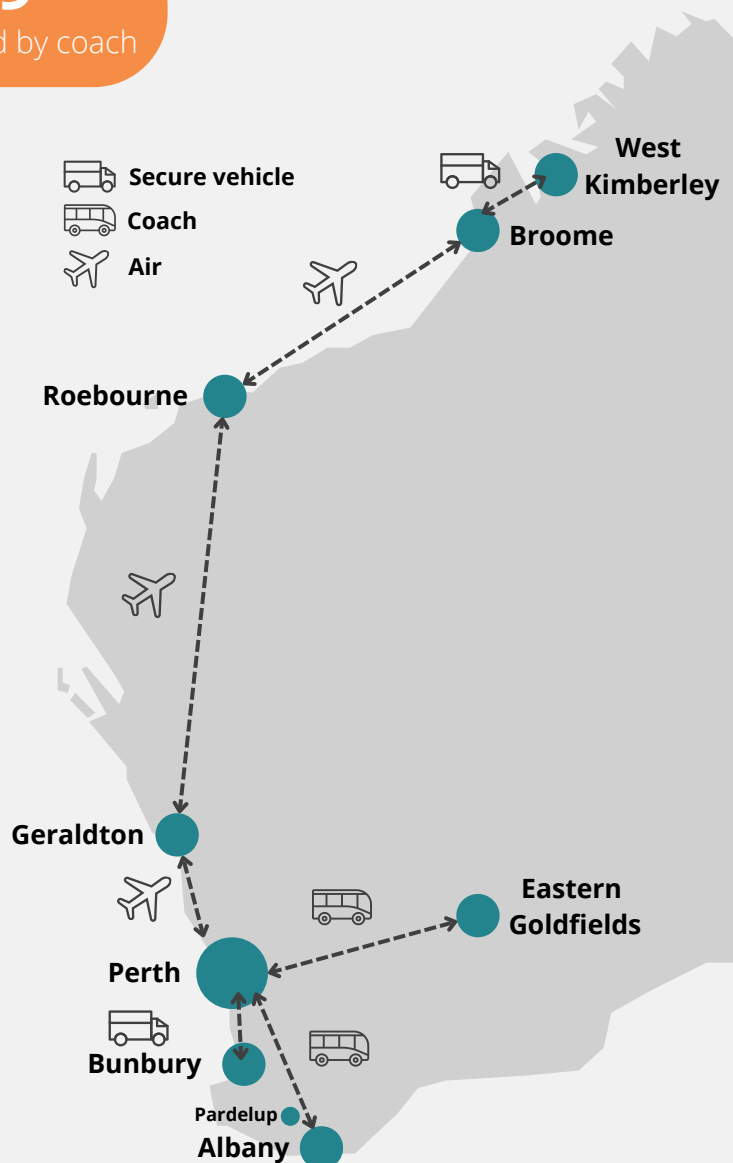 by coach
Secure vehicle
Coach
Air
West
Kimberley
Broome
Roebourne
Geraldton
Eastern
Goldfields
Perth
Bunbury
Pardelup
Albany